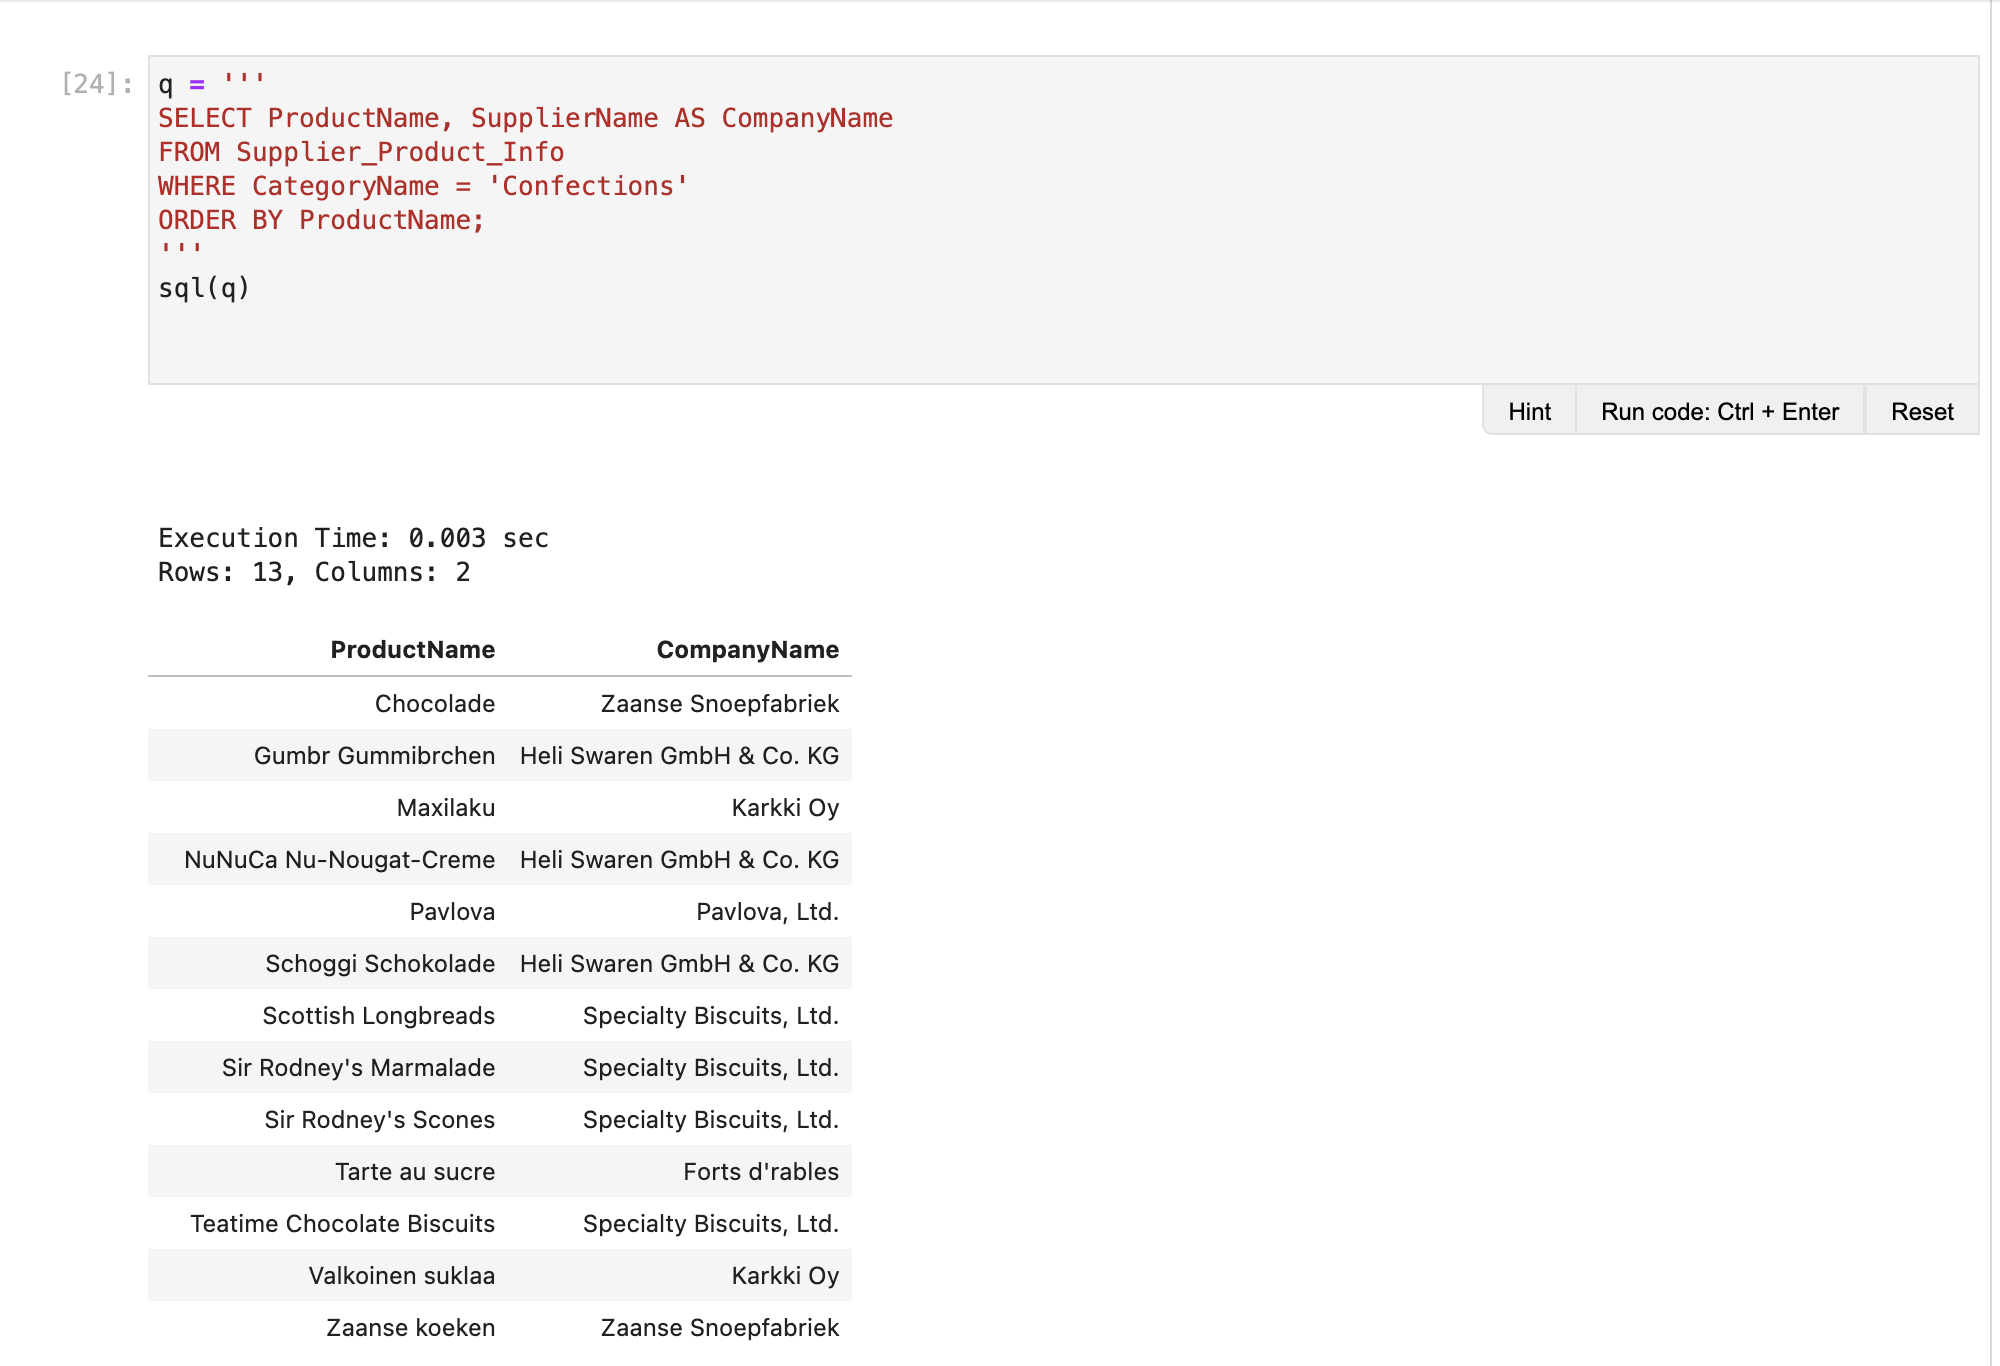 [24]:
q = '''
SELECT ProductName, SupplierName AS CompanyName
FROM Supplier_Product_Info
WHERE CategoryName = 'Confections'
ORDER BY ProductName;
'''
sql(q)
Hint Run code: Ctrl + Enter Reset
Execution Time: 0.003 sec
Rows: 13, Columns: 2
ProductName CompanyName
Chocolade Zaanse Snoepfabriek
Gumbr Gummibrchen Heli Swaren GmbH & Co. KG
Maxilaku Karkki Oy
NuNuCa Nu-Nougat-Creme Heli Swaren GmbH & Co. KG
Pavlova Pavlova, Ltd.
Schoggi Schokolade Heli Swaren GmbH & Co. KG
Scottish Longbreads Specialty Biscuits, Ltd.
Sir Rodney's Marmalade Specialty Biscuits, Ltd.
Sir Rodney's Scones Specialty Biscuits, Ltd.
Tarte au sucre Forts d'rables
Teatime Chocolate Biscuits Specialty Biscuits, Ltd.
Valkoinen suklaa Karkki Oy
Zaanse koeken Zaanse Snoepfabriek